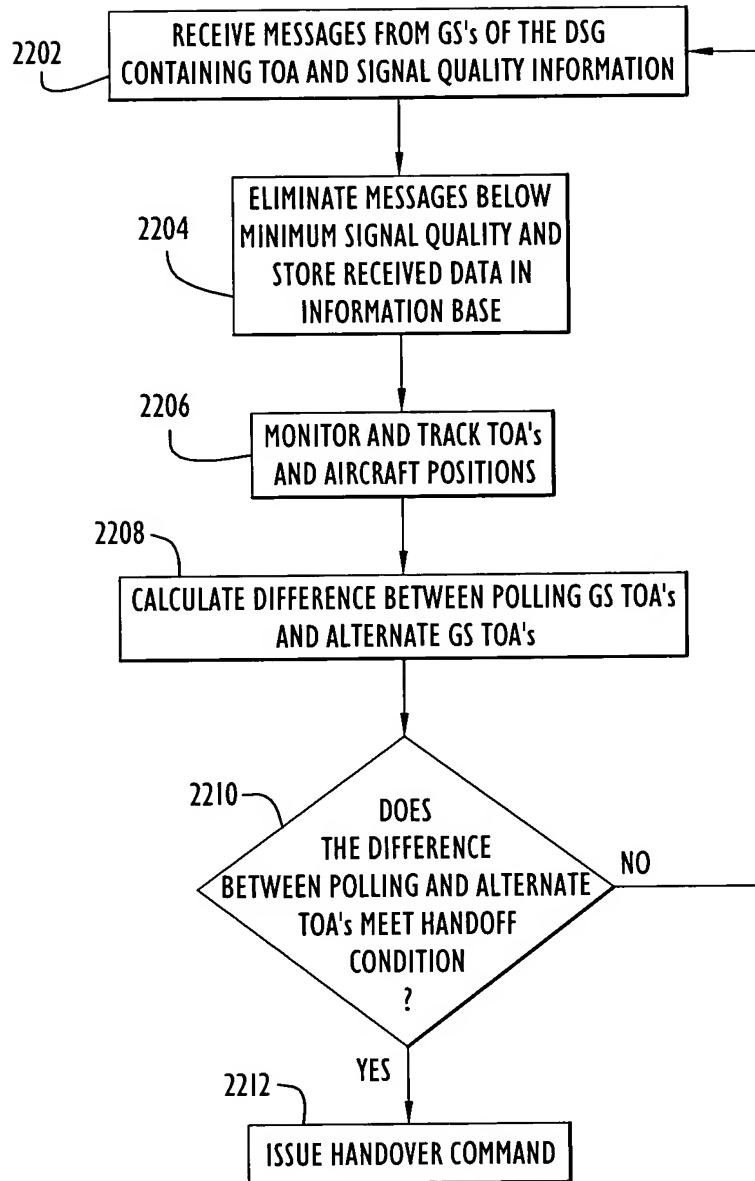 2202
RECEIVE MESSAGES FROM GS's OF THE DSG
CONTAINING TOA AND SIGNAL QUALITY INFORMATION
2204
ELIMINATE MESSAGES BELOW
MINIMUM SIGNAL QUALITY AND
STORE RECEIVED DATA IN
INFORMATION BASE
2206
MONITOR AND TRACK TOA's
AND AIRCRAFT POSITIONS
2208
CALCULATE DIFFERENCE BETWEEN POLLING GS TOA's
AND ALTERNATE GS TOA's
2210
DOES
THE DIFFERENCE
BETWEEN POLLING AND ALTERNATE
TOA's MEET HANDOFF
CONDITION
?
NO
YES
2212
ISSUE HANDOVER COMMAND